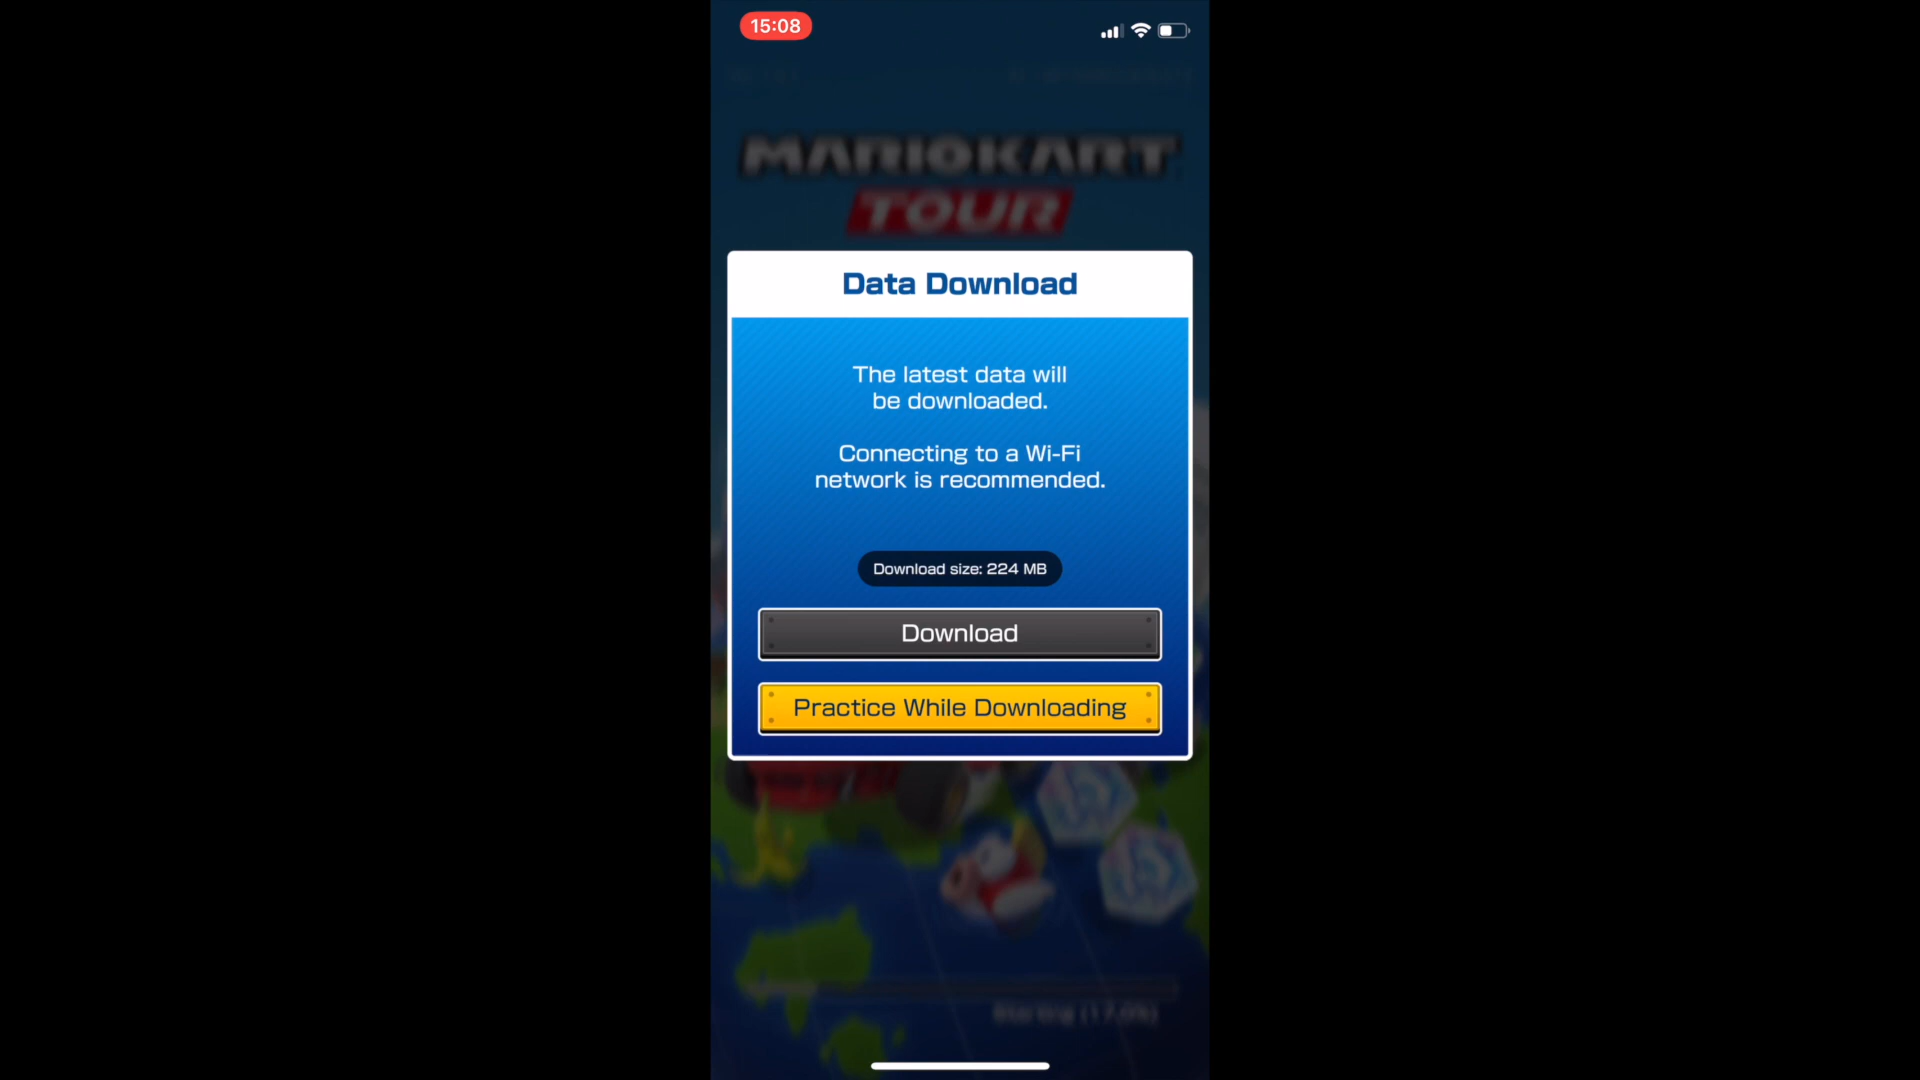 15:08
MARIOKART
TOUR
Data Download
The latest data will
be downloaded.
Connecting to a Wi-Fi
network is recommended.
Download size: 224 MB
Download
Practice While Downloading